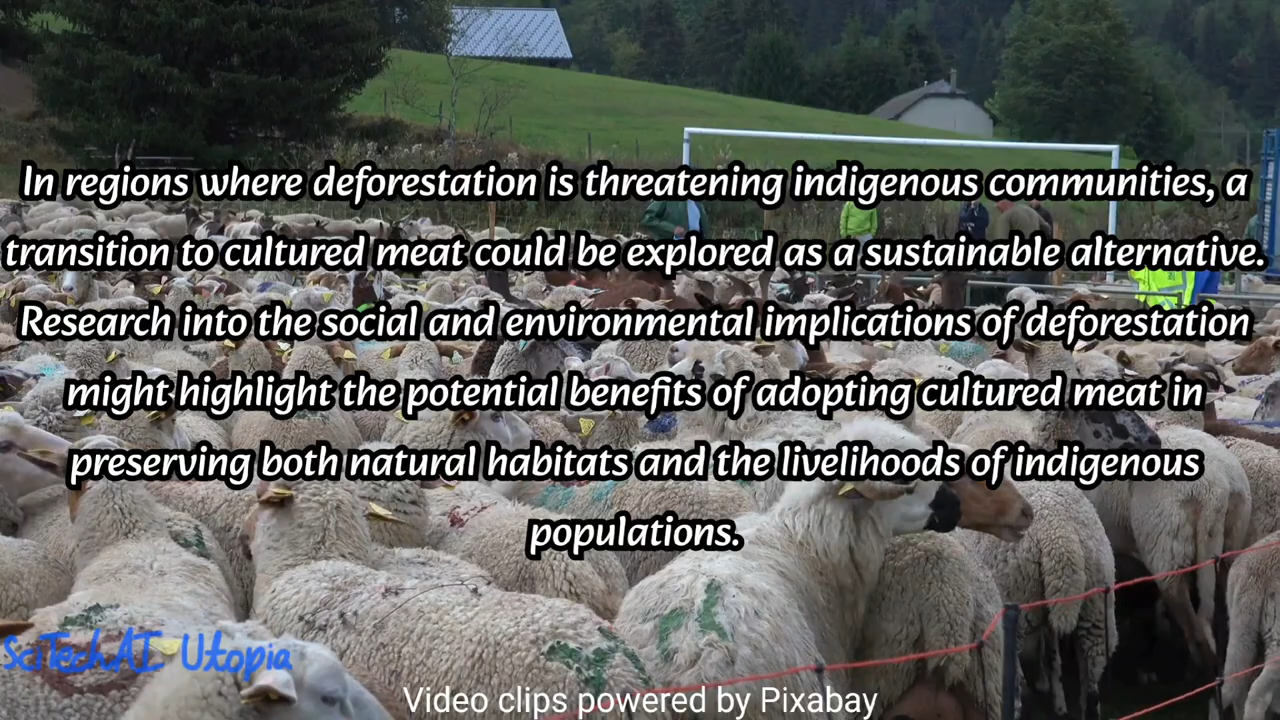 In regions where deforestation is threatening indigenous communities, a
transition to cultured meat could be explored as a sustainable alternative.
Research into the social and environmental implications of deforestation
might highlight the potential benefits of adopting cultured meat in
preserving both natural habitats and the livelihoods of indigenous
populations.
SciTechAI Utopia
Video clips powered by Pixabay